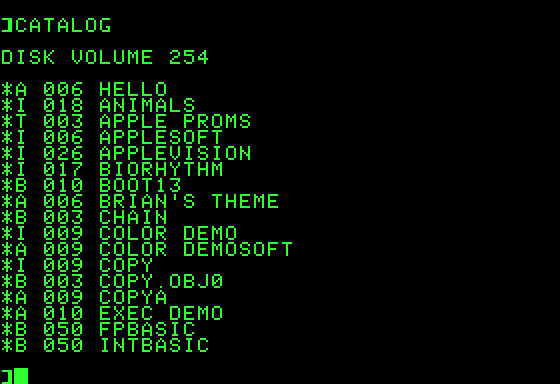 ]CATALOG
DISK VOLUME 254
*A 006 HELLO
*I 018 ANIMALS
*T 003 APPLE PROMS
*I 006 APPLESOFT
*I 026 APPLEVISION
*I 017 BIORHYTHM
*B 010 BOOT13
*A 006 BRIAN'S THEME
*B 003 CHAIN
*I 009 COLOR DEMO
*A 009 COLOR DEMOSOFT
*I 009 COPY
*B 003 COPY.OBJ0
*A 009 COPYA
*A 010 EXEC DEMO
*B 050 FPBASIC
*B 050 INTBASIC
]